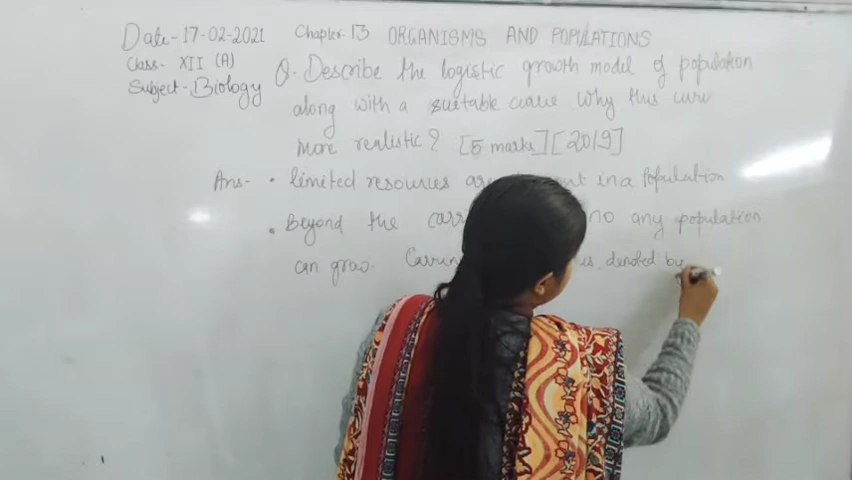 Date - 17-02-2021 Chapter. 13 ORGANISMS AND POPULATIONS
Class - XII (A)
Subject - Biology
Q. Describe the logistic growth model of population
along with a suitable curve why this curv
more realistic? [5 marks] [2019]
Ans - • limited resources in a Population
• Beyond the no any population
can grow. is denoted by